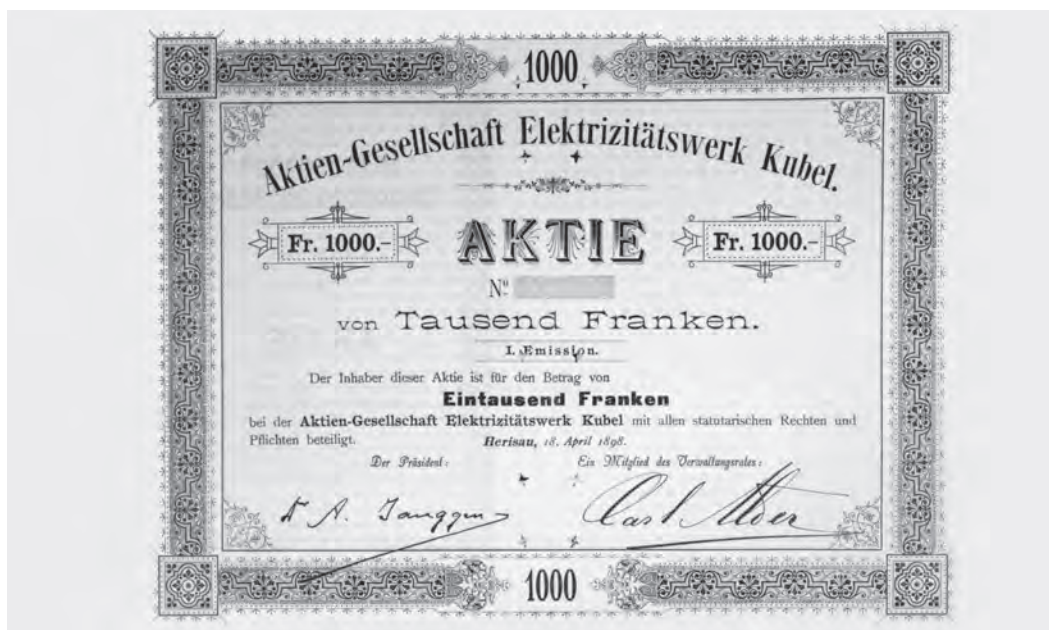 1000
Aktien-Gesellschaft Elektrizitätswerk Kubel.
Fr. 1000.- AKTIE Fr. 1000.-
Nº
von Tausend Franken.
I. Emission.
Der Inhaber dieser Aktie ist für den Betrag von
Eintausend Franken
bei der Aktien-Gesellschaft Elektrizitätswerk Kubel mit allen statutarischen Rechten und
Pflichten beteiligt. Herisau, 18. April 1898.
Der Präsident: Ein Mitglied des Verwaltungsrates:
A. Carl Alder
1000